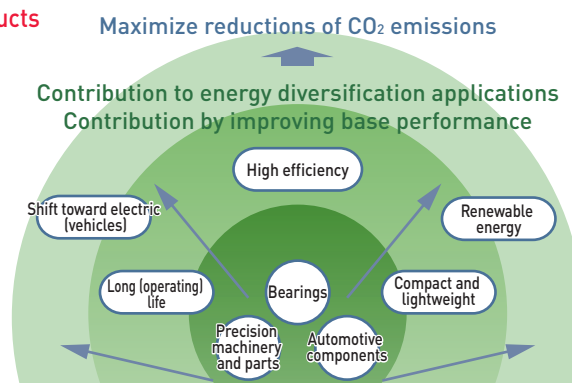 ucts
Maximize reductions of CO₂ emissions
Contribution to energy diversification applications
Contribution by improving base performance
High efficiency
Shift toward electric
(vehicles)
Renewable
energy
Long (operating)
life
Bearings
Compact and
lightweight
Precision
machinery
and parts
Automotive
components